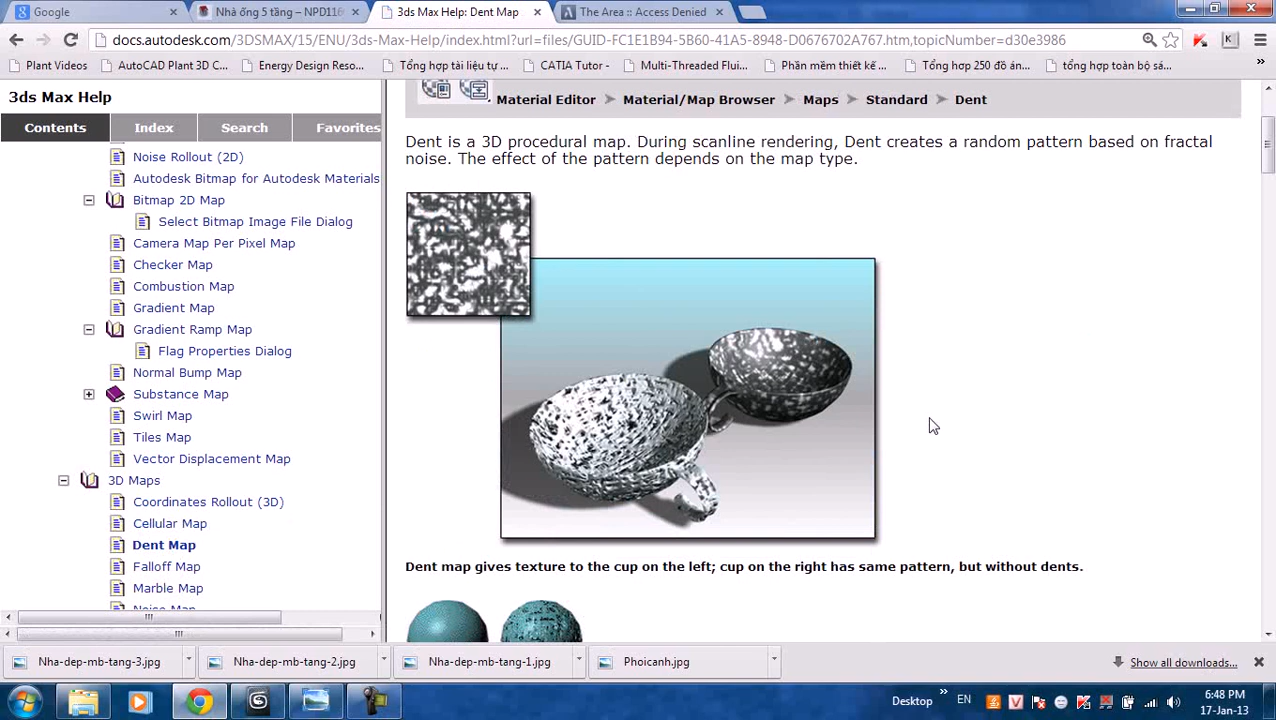 Google
Nhà ống 5 tầng – NPD116
3ds Max Help: Dent Map
The Area :: Access Denied
docs.autodesk.com/3DSMAX/15/ENU/3ds-Max-Help/index.html?url=files/GUID-FC1E1B94-5B60-41A5-8948-D0676702A767.htm,topicNumber=d30e3986
Plant Videos
AutoCAD Plant 3D C...
Energy Design Reso...
Tổng hợp tài liệu tự ...
CATIA Tutor -
Multi-Threaded Flui...
Phần mềm thiết kế ...
Tổng hợp 250 đồ án...
tổng hợp toàn bộ sá...
3ds Max Help
Contents
Index
Search
Favorites
Noise Rollout (2D)
Autodesk Bitmap for Autodesk Materials
Bitmap 2D Map
Select Bitmap Image File Dialog
Camera Map Per Pixel Map
Checker Map
Combustion Map
Gradient Map
Gradient Ramp Map
Flag Properties Dialog
Normal Bump Map
Substance Map
Swirl Map
Tiles Map
Vector Displacement Map
3D Maps
Coordinates Rollout (3D)
Cellular Map
Dent Map
Falloff Map
Marble Map
Noise Map
Material Editor
Material/Map Browser
Maps
Standard
Dent
Dent is a 3D procedural map. During scanline rendering, Dent creates a random pattern based on fractal
noise. The effect of the pattern depends on the map type.
Dent map gives texture to the cup on the left; cup on the right has same pattern, but without dents.
Nha-dep-mb-tang-3.jpg
Nha-dep-mb-tang-2.jpg
Nha-dep-mb-tang-1.jpg
Phoicanh.jpg
Show all downloads...
Desktop
EN
6:48 PM
17-Jan-13